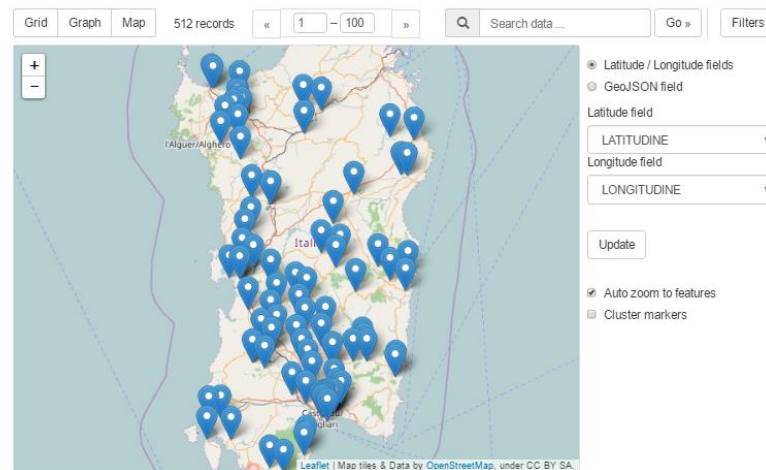 Grid Graph Map 512 records « 1 – 100 » Search data ... Go » Filters
+
−
Latitude / Longitude fields
GeoJSON field
Latitude field
LATITUDINE
Longitude field
LONGITUDINE
Update
Auto zoom to features
Cluster markers
l'Alguer/Alghero
Leaflet | Map tiles & Data by OpenStreetMap, under CC BY SA.